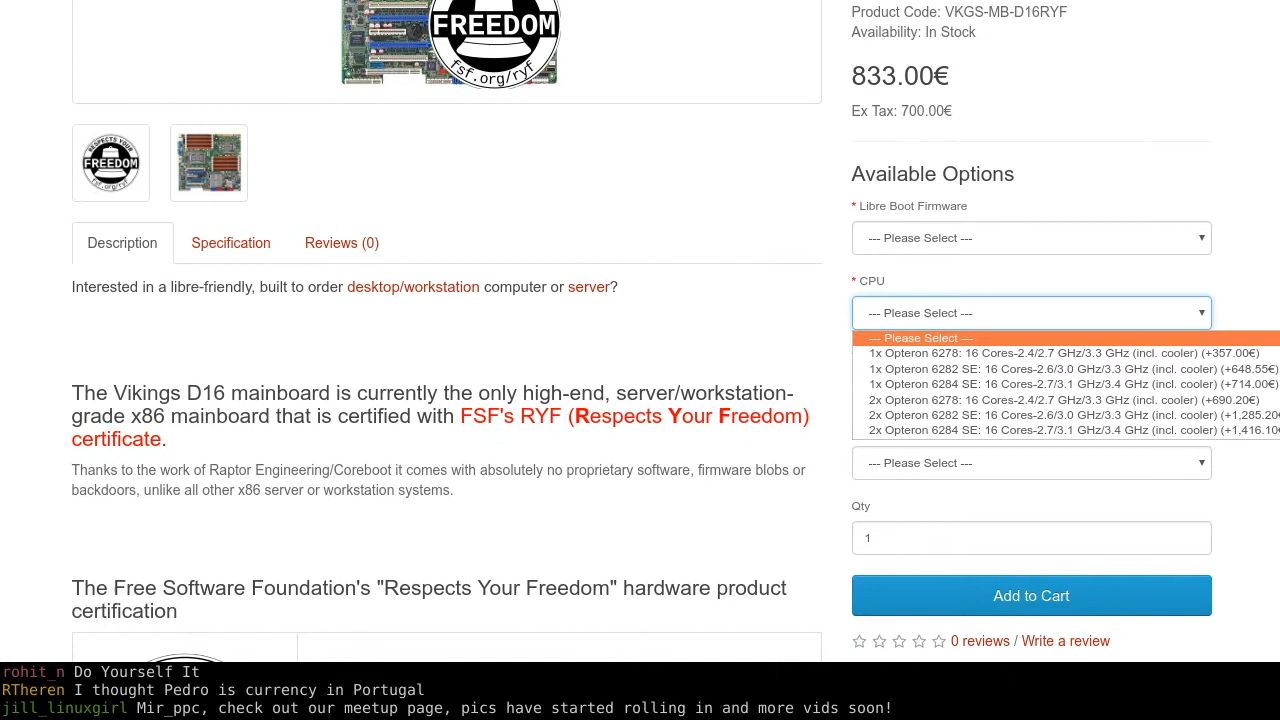 Product Code: VKGS-MB-D16RYF
Availability: In Stock
833.00€
Ex Tax: 700.00€
FREEDOM
fsf.org/ryf
RESPECTS YOUR
FREEDOM
fsf.org/ryf
Available Options
* Libre Boot Firmware
--- Please Select ---
* CPU
--- Please Select ---
--- Please Select ---
1x Opteron 6278: 16 Cores-2.4/2.7 GHz/3.3 GHz (incl. cooler) (+357.00€)
1x Opteron 6282 SE: 16 Cores-2.6/3.0 GHz/3.3 GHz (incl. cooler) (+648.55€)
1x Opteron 6284 SE: 16 Cores-2.7/3.1 GHz/3.4 GHz (incl. cooler) (+714.00€)
2x Opteron 6278: 16 Cores-2.4/2.7 GHz/3.3 GHz (incl. cooler) (+690.20€)
2x Opteron 6282 SE: 16 Cores-2.6/3.0 GHz/3.3 GHz (incl. cooler) (+1,285.20
2x Opteron 6284 SE: 16 Cores-2.7/3.1 GHz/3.4 GHz (incl. cooler) (+1,416.10€
--- Please Select ---
Qty
1
Add to Cart
0 reviews / Write a review
Description Specification Reviews (0)
Interested in a libre-friendly, built to order desktop/workstation computer or server?
The Vikings D16 mainboard is currently the only high-end, server/workstation-
grade x86 mainboard that is certified with FSF's RYF (Respects Your Freedom)
certificate.
Thanks to the work of Raptor Engineering/Coreboot it comes with absolutely no proprietary software, firmware blobs or
backdoors, unlike all other x86 server or workstation systems.
The Free Software Foundation's "Respects Your Freedom" hardware product
certification
rohit_n Do Yourself It
RTheren I thought Pedro is currency in Portugal
jill_linuxgirl Mir_ppc, check out our meetup page, pics have started rolling in and more vids soon!